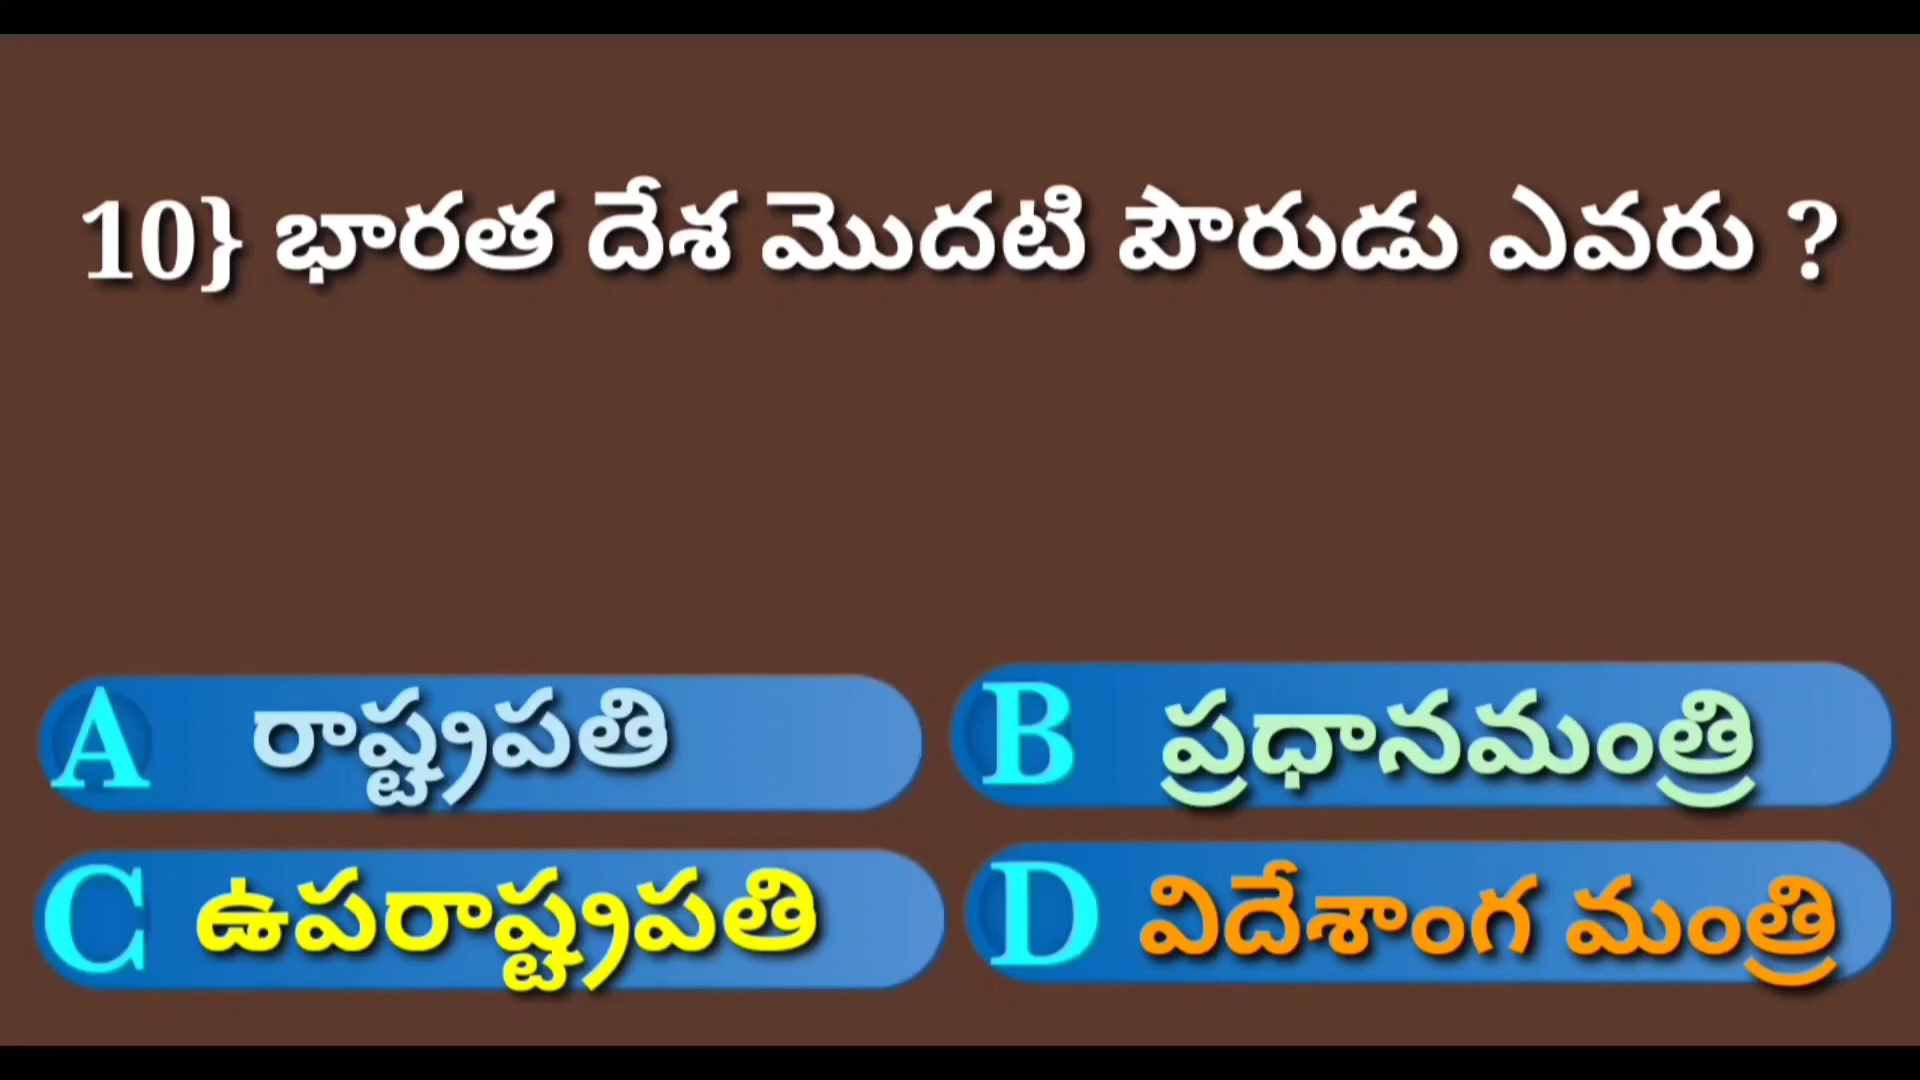 10} భారత దేశ మొదటి పౌరుడు ఎవరు ?
A రాష్ట్రపతి
B ప్రధానమంత్రి
C ఉపరాష్ట్రపతి
D విదేశాంగ మంత్రి